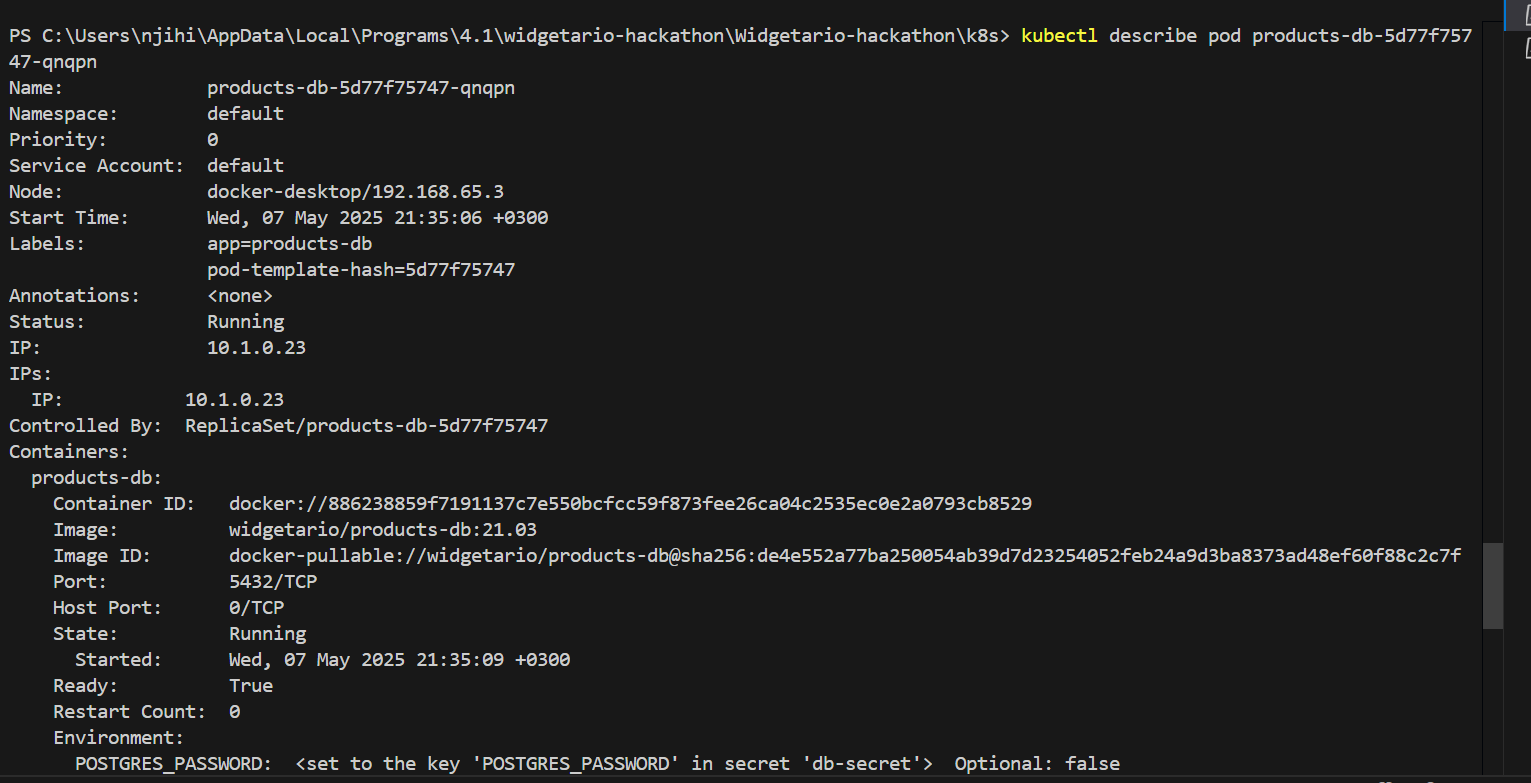 PS C:\Users\njihi\AppData\Local\Programs\4.1\widgetario-hackathon\Widgetario-hackathon\k8s> kubectl describe pod products-db-5d77f757
47-qnqpn
Name:             products-db-5d77f75747-qnqpn
Namespace:        default
Priority:         0
Service Account:  default
Node:             docker-desktop/192.168.65.3
Start Time:       Wed, 07 May 2025 21:35:06 +0300
Labels:           app=products-db
                  pod-template-hash=5d77f75747
Annotations:      <none>
Status:           Running
IP:               10.1.0.23
IPs:
  IP:           10.1.0.23
Controlled By:  ReplicaSet/products-db-5d77f75747
Containers:
  products-db:
    Container ID:   docker://886238859f7191137c7e550bcfcc59f873fee26ca04c2535ec0e2a0793cb8529
    Image:          widgetario/products-db:21.03
    Image ID:       docker-pullable://widgetario/products-db@sha256:de4e552a77ba250054ab39d7d23254052feb24a9d3ba8373ad48ef60f88c2c7f
    Port:           5432/TCP
    Host Port:      0/TCP
    State:          Running
      Started:      Wed, 07 May 2025 21:35:09 +0300
    Ready:          True
    Restart Count:  0
    Environment:
      POSTGRES_PASSWORD:  <set to the key 'POSTGRES_PASSWORD' in secret 'db-secret'>  Optional: false